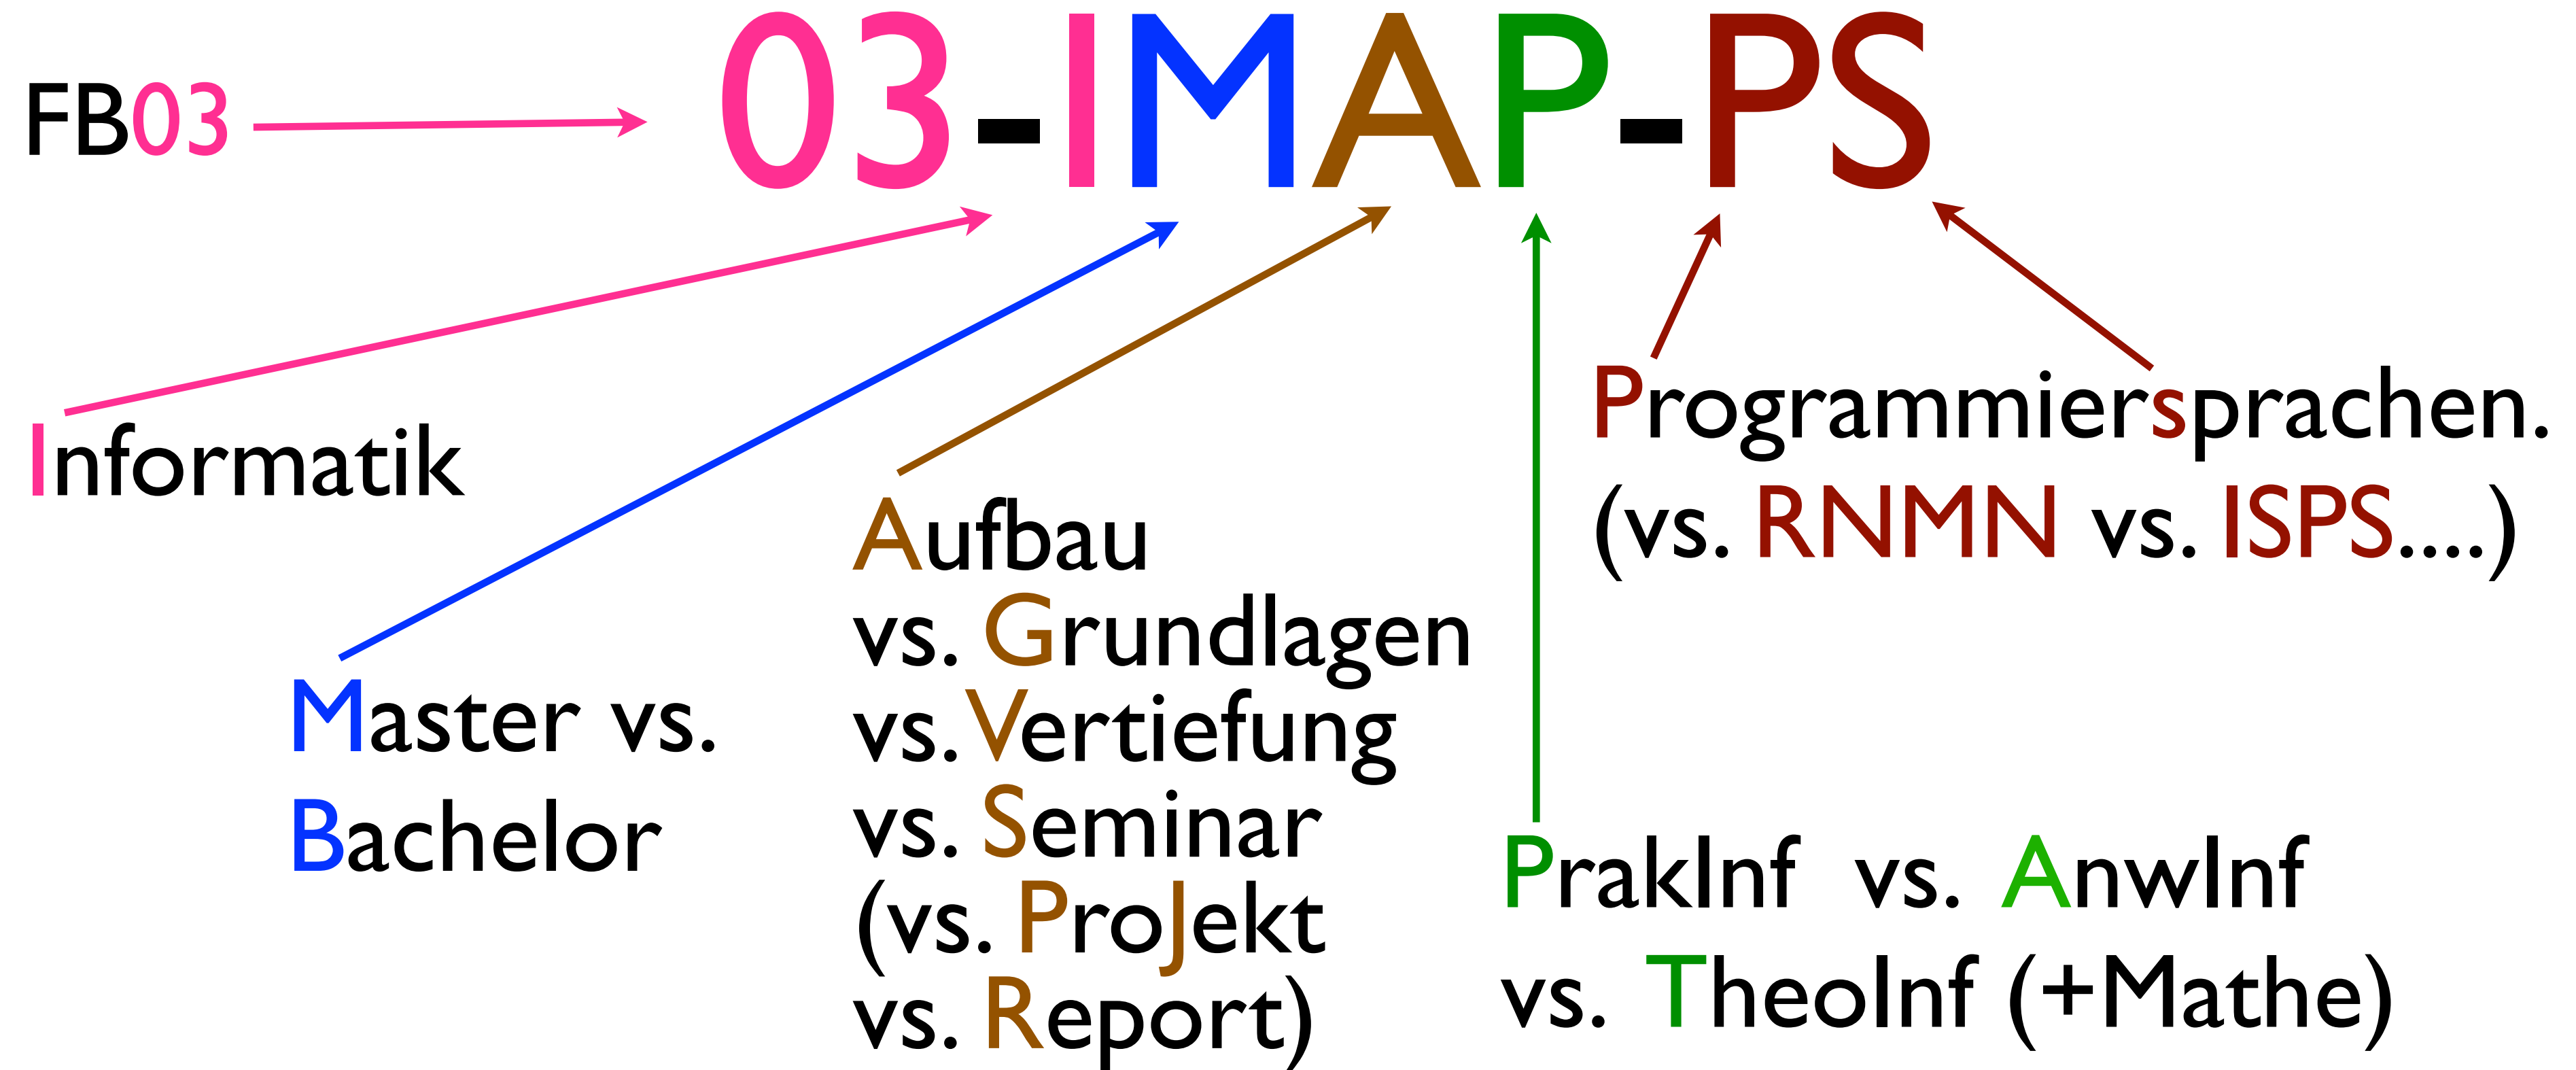 03-IMAP-PS
FB03
Informatik
Master vs.
Bachelor
Aufbau
vs. Grundlagen
vs. Vertiefung
vs. Seminar
(vs. ProJekt
vs. Report)
PrakInf vs. AnwInf
vs. TheoInf (+Mathe)
Programmiersprachen.
(vs. RNMN vs. ISPS....)